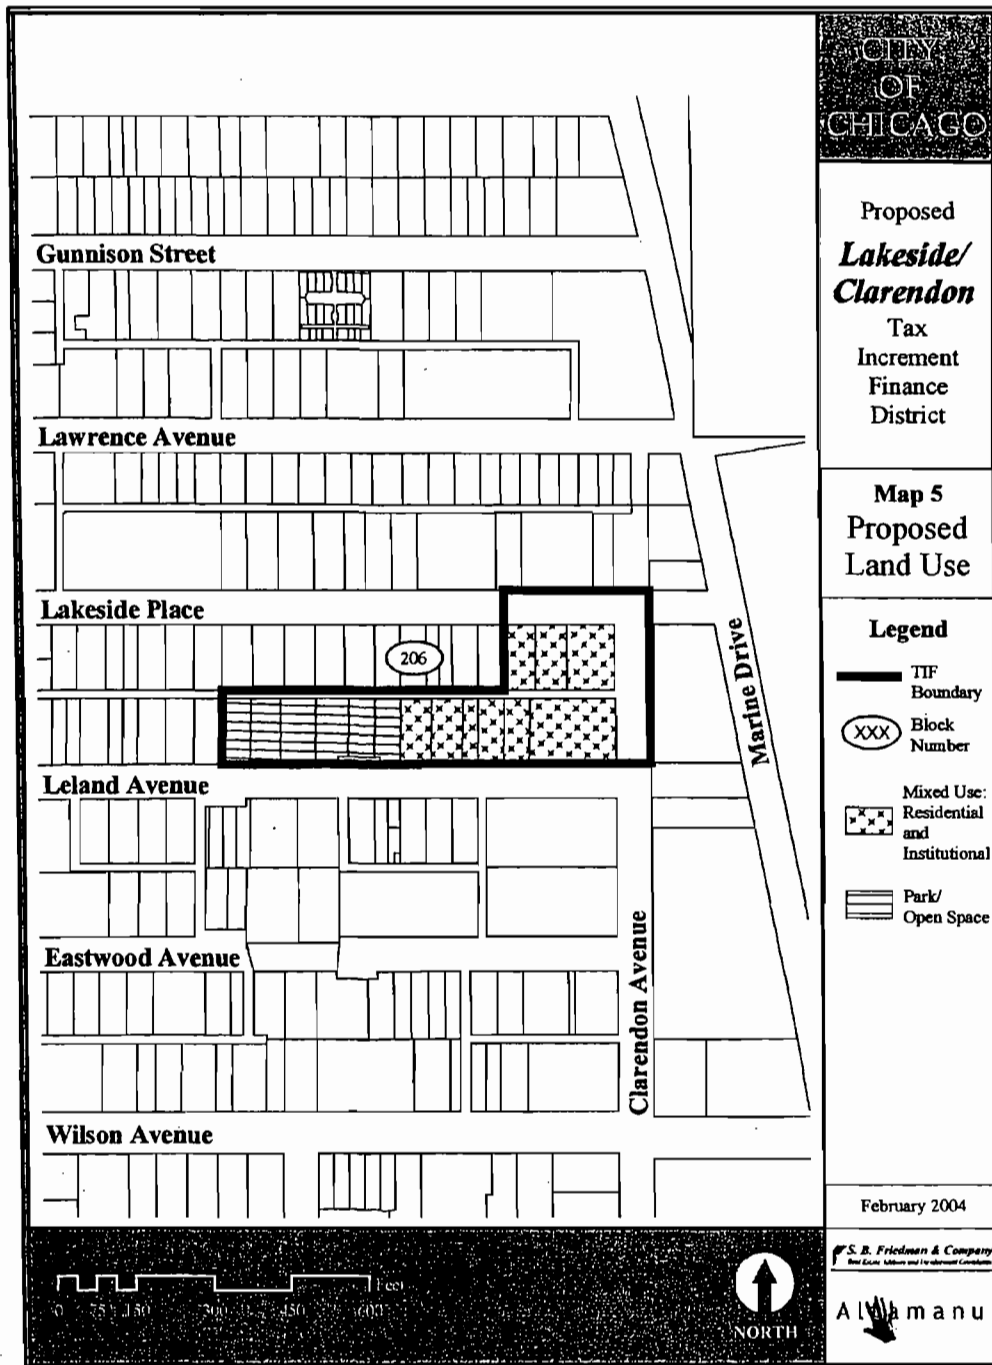 CITY
OF
CHICAGO
Proposed
Lakeside/
Clarendon
Tax
Increment
Finance
District
Map 5
Proposed
Land Use
Legend
TIF
Boundary
XXX
Block
Number
Mixed Use:
Residential
and
Institutional
Park/
Open Space
February 2004
S. B. Friedman & Company
Gunnison Street
Lawrence Avenue
Lakeside Place
206
Marine Drive
Leland Avenue
Eastwood Avenue
Clarendon Avenue
Wilson Avenue
Feet
0 75 150 300 450 600
NORTH